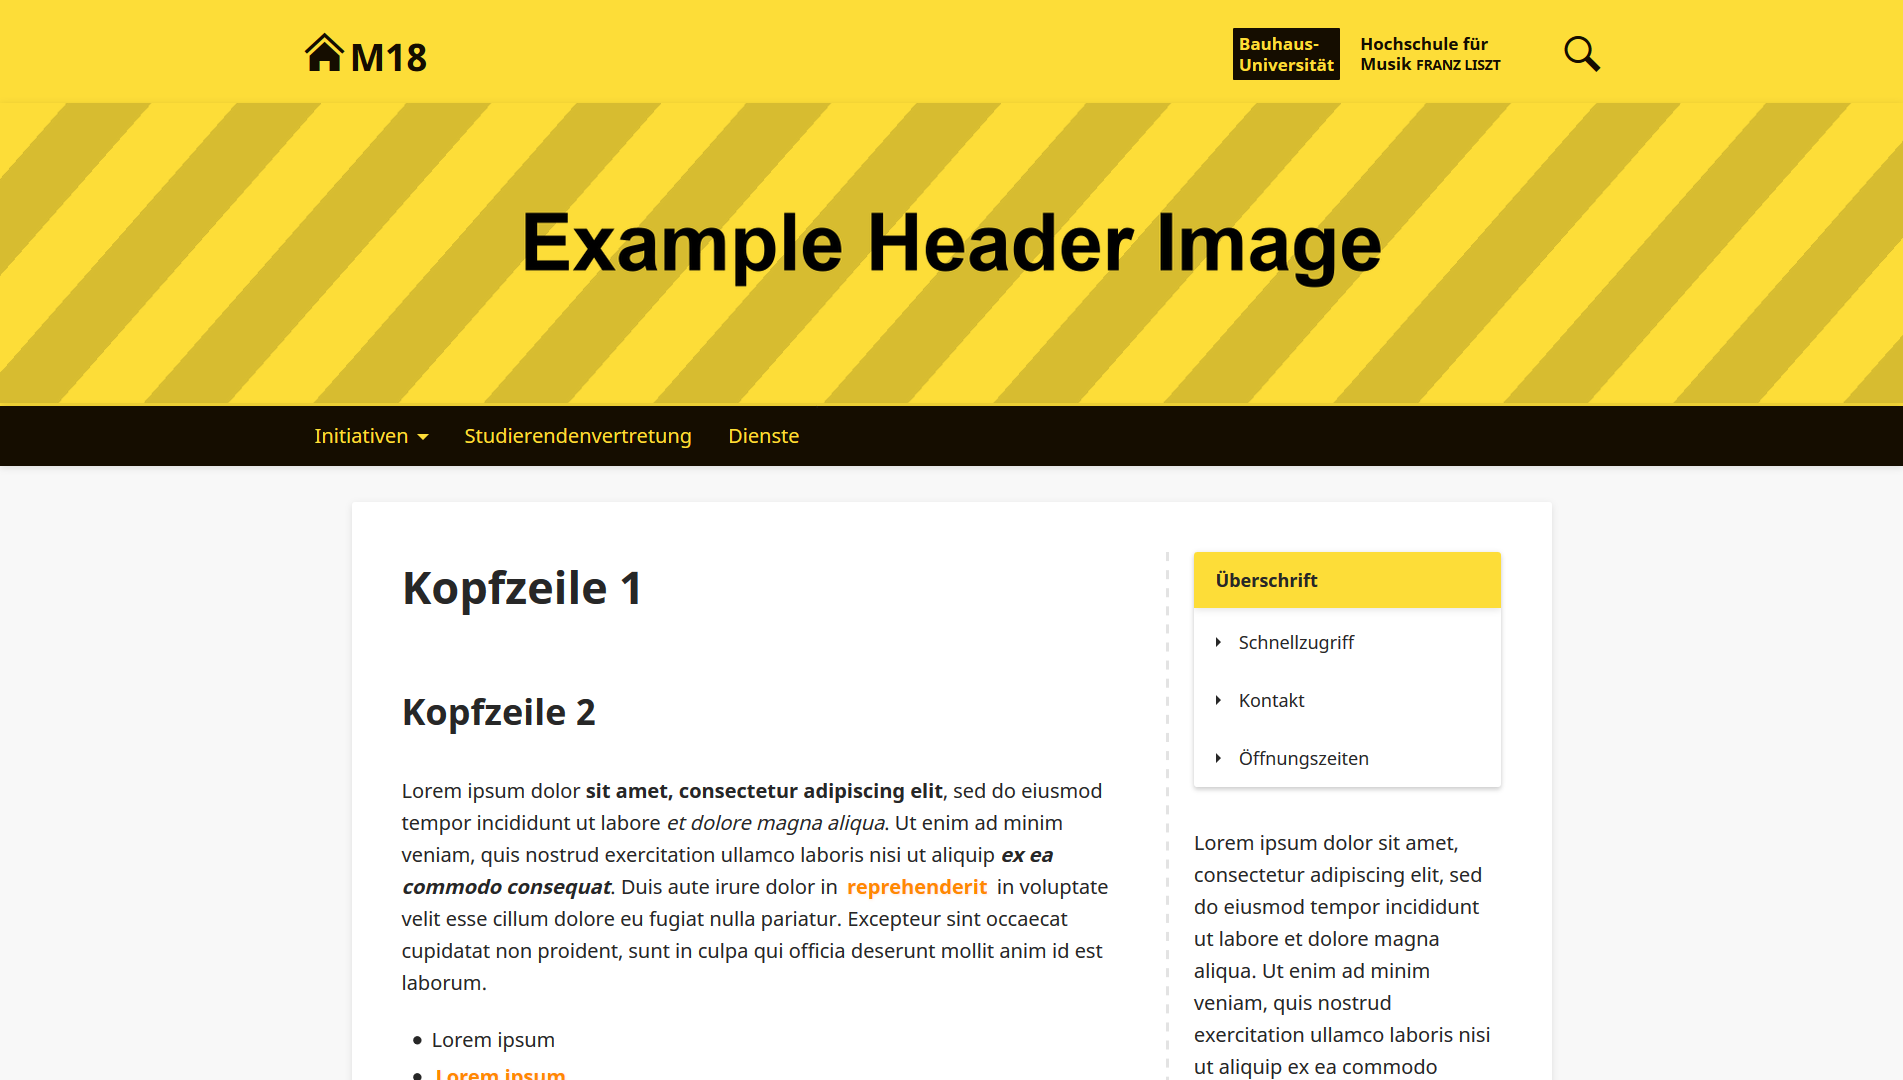 M18
Bauhaus-
Universität
Hochschule für
Musik FRANZ LISZT
Example Header Image
Initiativen
Studierendenvertretung
Dienste
Kopfzeile 1
Kopfzeile 2
Lorem ipsum dolor sit amet, consectetur adipiscing elit, sed do eiusmod
tempor incididunt ut labore et dolore magna aliqua. Ut enim ad minim
veniam, quis nostrud exercitation ullamco laboris nisi ut aliquip ex ea
commodo consequat. Duis aute irure dolor in reprehenderit in voluptate
velit esse cillum dolore eu fugiat nulla pariatur. Excepteur sint occaecat
cupidatat non proident, sunt in culpa qui officia deserunt mollit anim id est
laborum.
Lorem ipsum
Lorem ipsum
Überschrift
Schnellzugriff
Kontakt
Öffnungszeiten
Lorem ipsum dolor sit amet,
consectetur adipiscing elit, sed
do eiusmod tempor incididunt
ut labore et dolore magna
aliqua. Ut enim ad minim
veniam, quis nostrud
exercitation ullamco laboris nisi
ut aliquip ex ea commodo